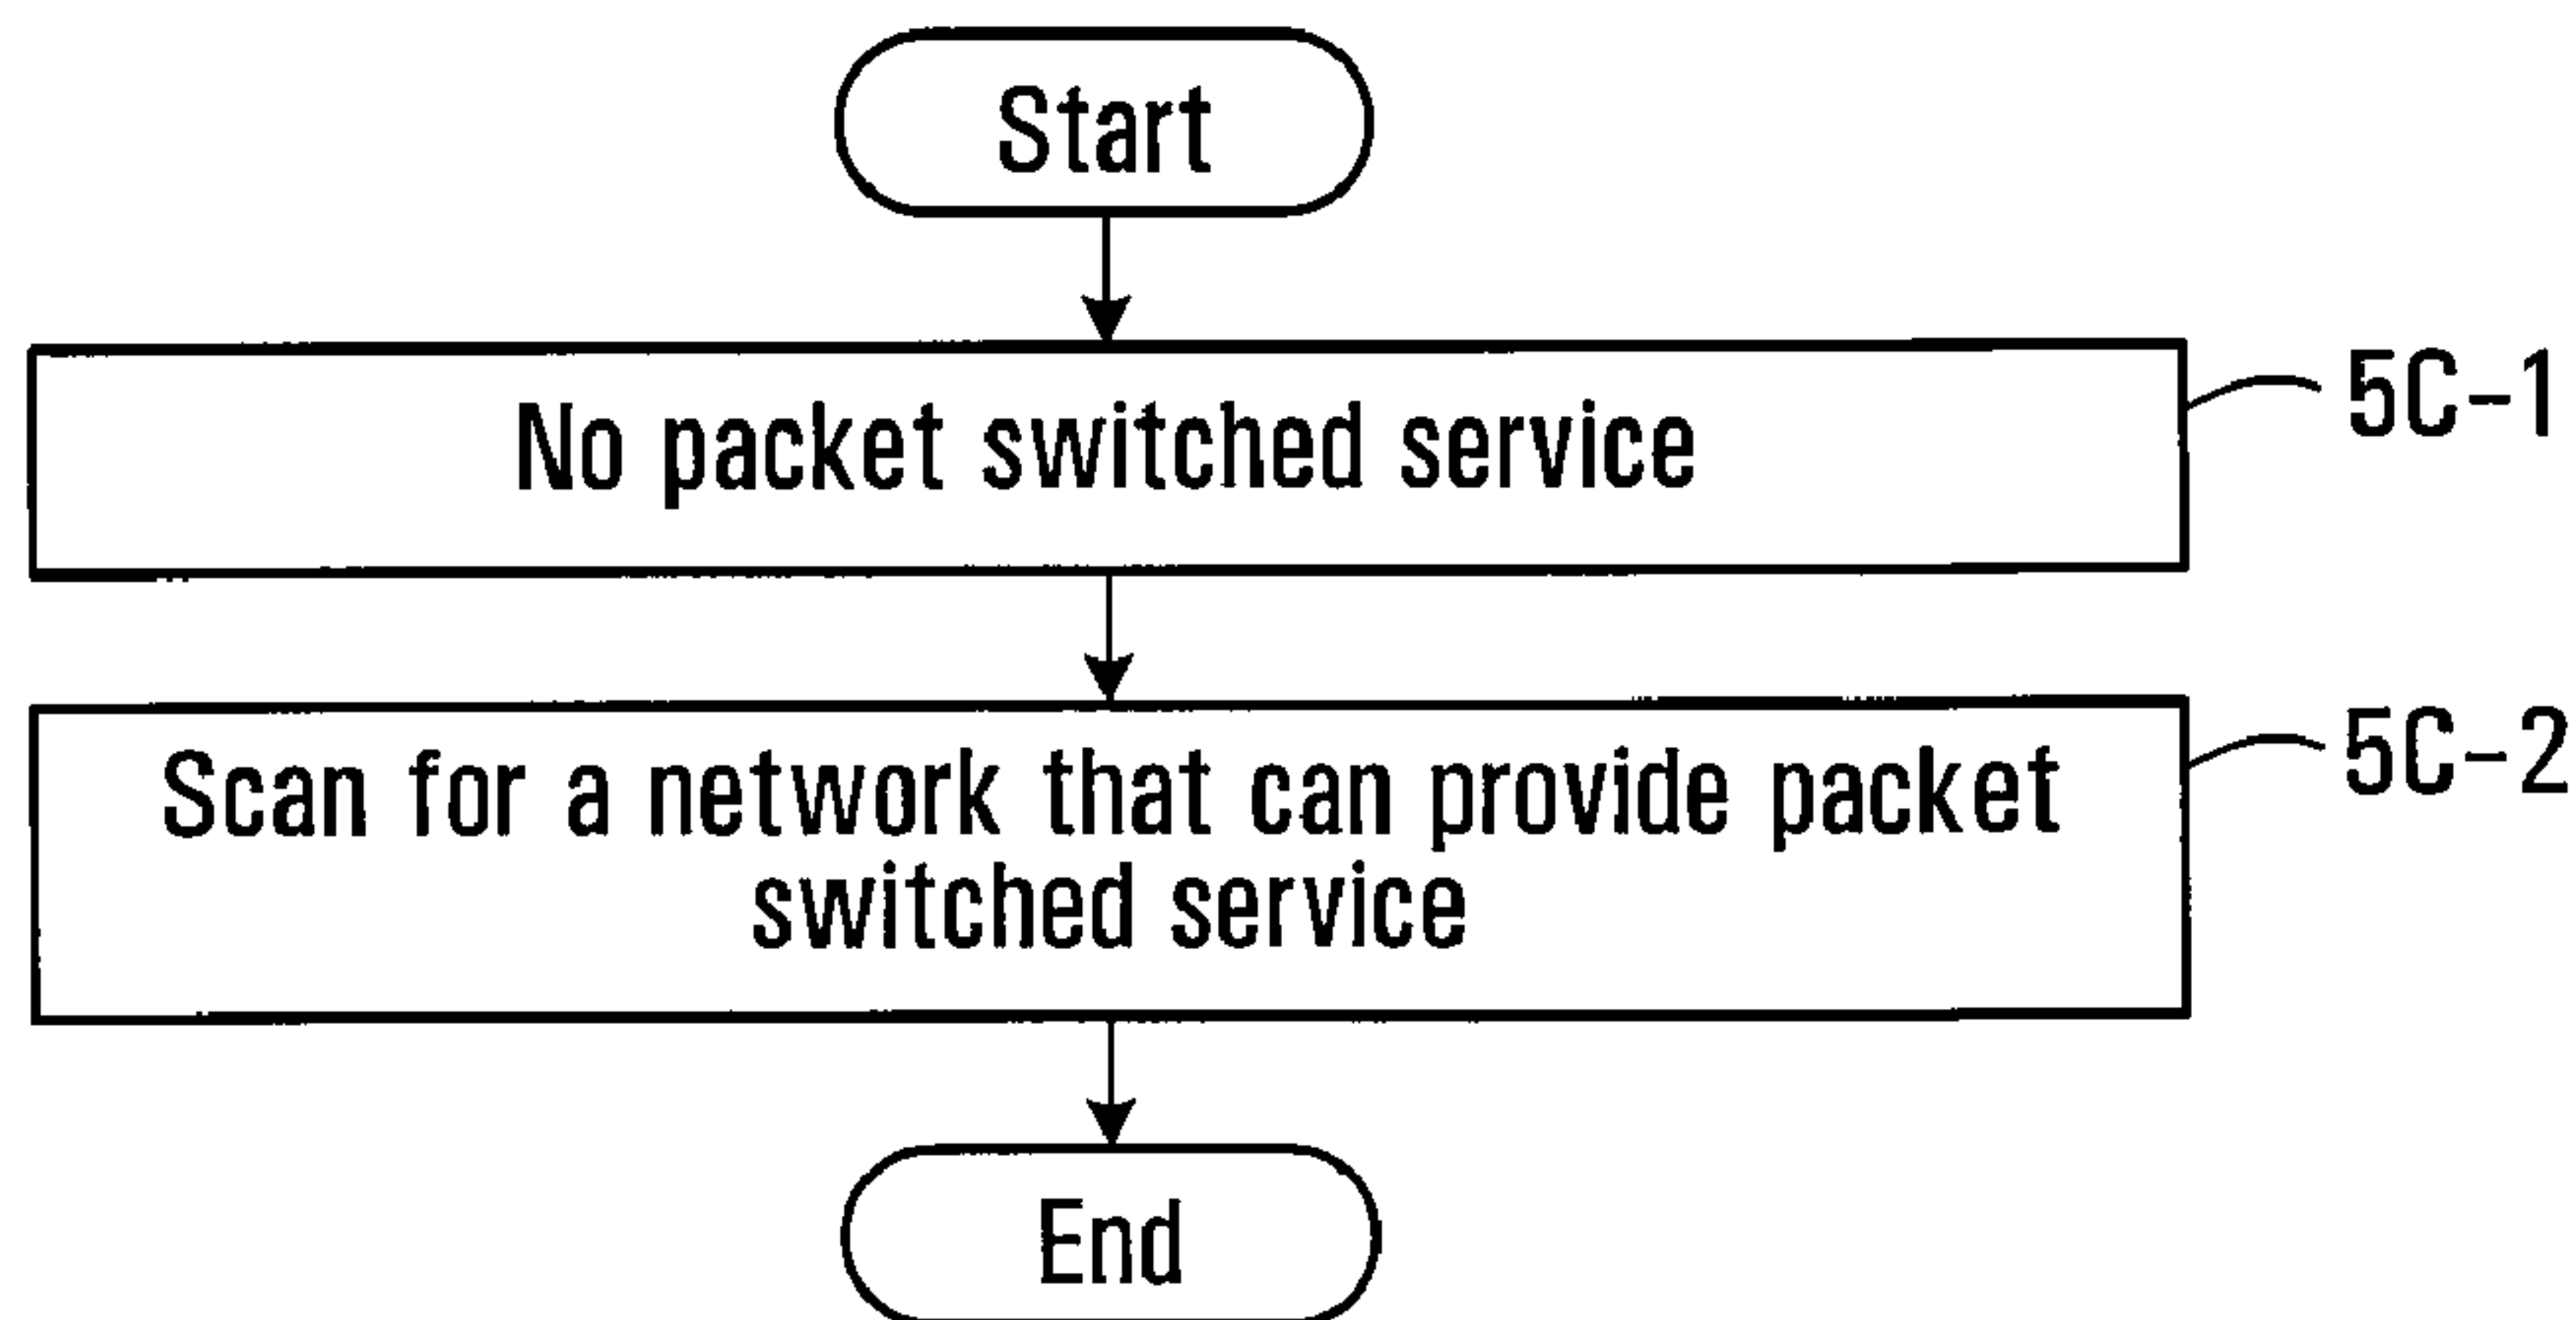 Start
No packet switched service
5C-1
Scan for a network that can provide packet
switched service
5C-2
End